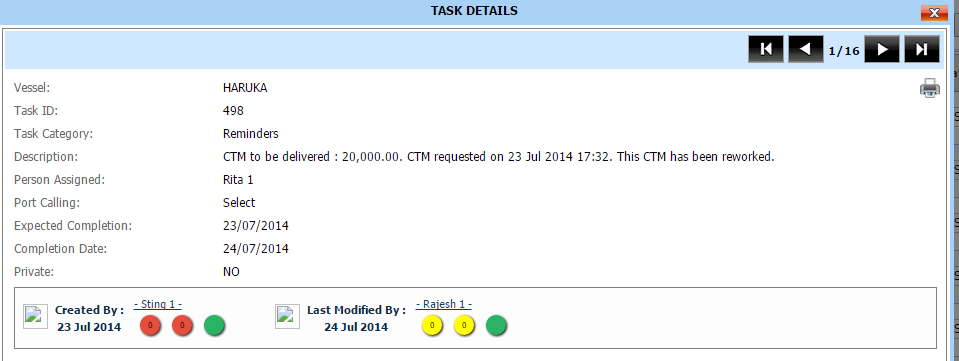 TASK DETAILS
1/16
Vessel: HARUKA
Task ID: 498
Task Category: Reminders
Description: CTM to be delivered : 20,000.00. CTM requested on 23 Jul 2014 17:32. This CTM has been reworked.
Person Assigned: Rita 1
Port Calling: Select
Expected Completion: 23/07/2014
Completion Date: 24/07/2014
Private: NO
Created By : - Sting 1 -
23 Jul 2014 0 0
Last Modified By : - Rajesh 1 -
24 Jul 2014 0 0